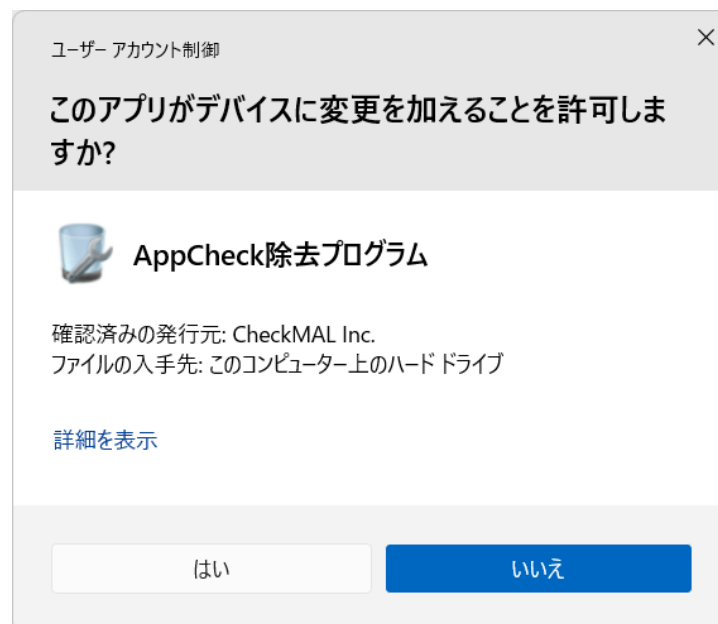 ユーザー アカウント制御
このアプリがデバイスに変更を加えることを許可しま
すか?
AppCheck除去プログラム
確認済みの発行元: CheckMAL Inc.
ファイルの入手先: このコンピューター上のハード ドライブ
詳細を表示
はい
いいえ